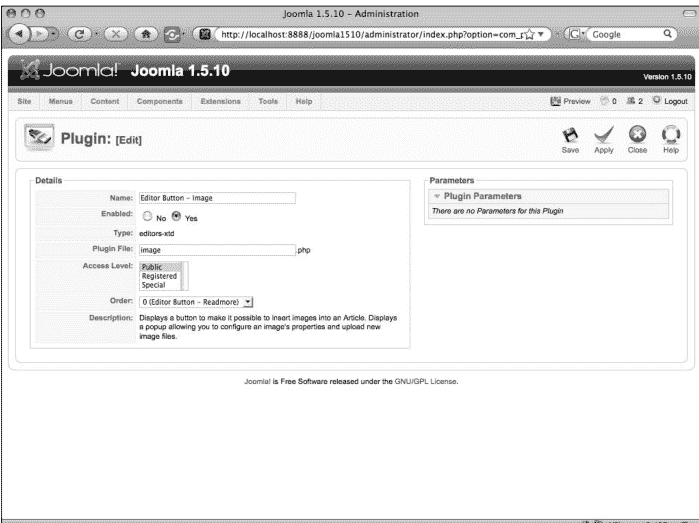 Joomla 1.5.10 – Administration
http://localhost:8888/joomla1510/administrator/index.php?option=com_
Google
Joomla! Joomla 1.5.10
Version 1.5.10
Site Menus Content Components Extensions Tools Help
Preview 0 2 Logout
Plugin: [Edit]
Save Apply Close Help
Details
Name: Editor Button – Image
Enabled: No Yes
Type: editors-xtd
Plugin File: image .php
Access Level: Public
Registered
Special
Order: 0 (Editor Button – Readmore)
Description: Displays a button to make it possible to insert images into an Article. Displays
a popup allowing you to configure an image's properties and upload new
image files.
Parameters
Plugin Parameters
There are no Parameters for this Plugin
Joomla! is Free Software released under the GNU/GPL License.